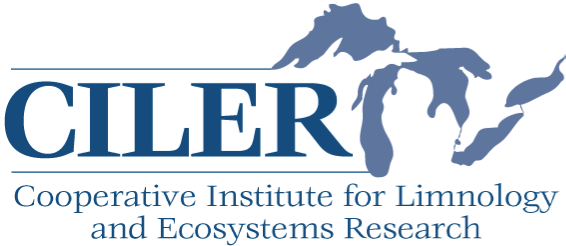 CILER
Cooperative Institute for Limnology
and Ecosystems Research